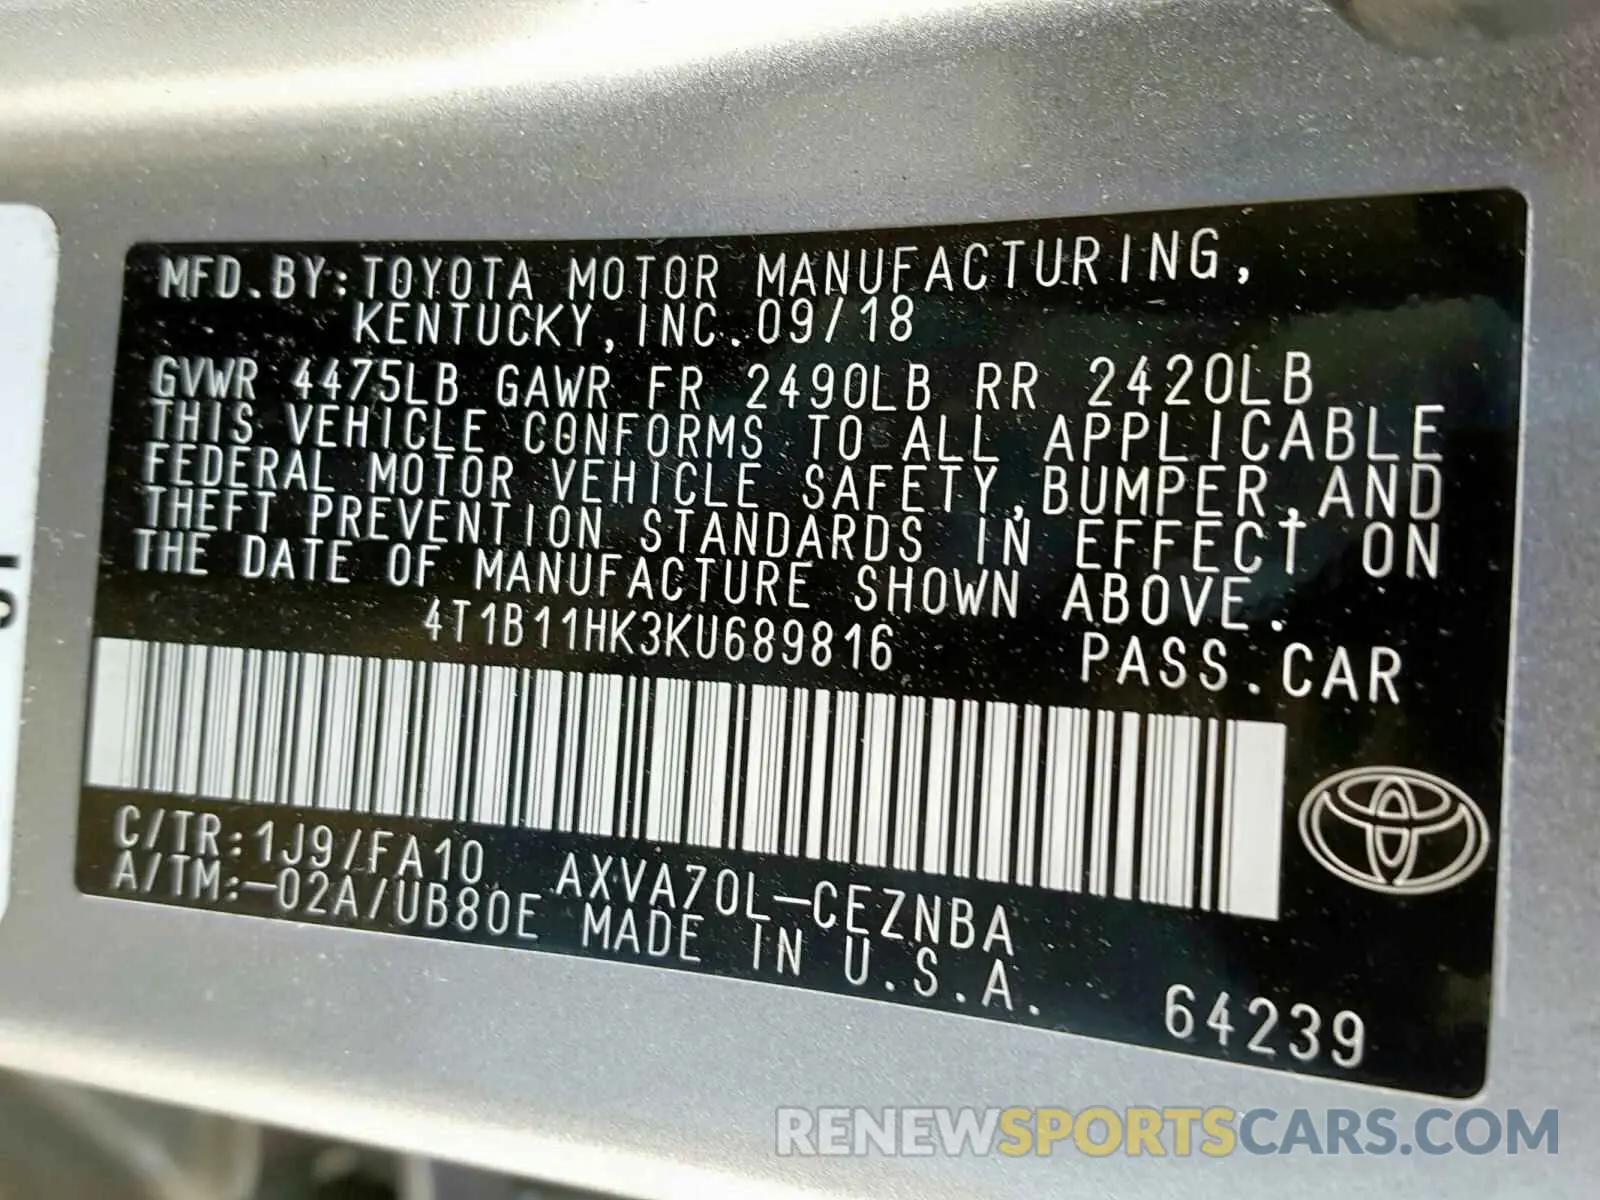 MFD.BY:TOYOTA MOTOR MANUFACTURING,
KENTUCKY, INC. 09/18
GVWR 4475LB GAWR FR 2490LB RR 2420LB
THIS VEHICLE CONFORMS TO ALL APPLICABLE
FEDERAL MOTOR VEHICLE SAFETY,BUMPER,AND
THEFT PREVENTION STANDARDS IN EFFECT ON
THE DATE OF MANUFACTURE SHOWN ABOVE.
4T1B11HK3KU689816 PASS.CAR
C/TR:1J9/FA10 AXVA70L-CEZNBA
A/TM:-02A/UB80E MADE IN U.S.A.
64239
RENEWSPORTSCARS.COM